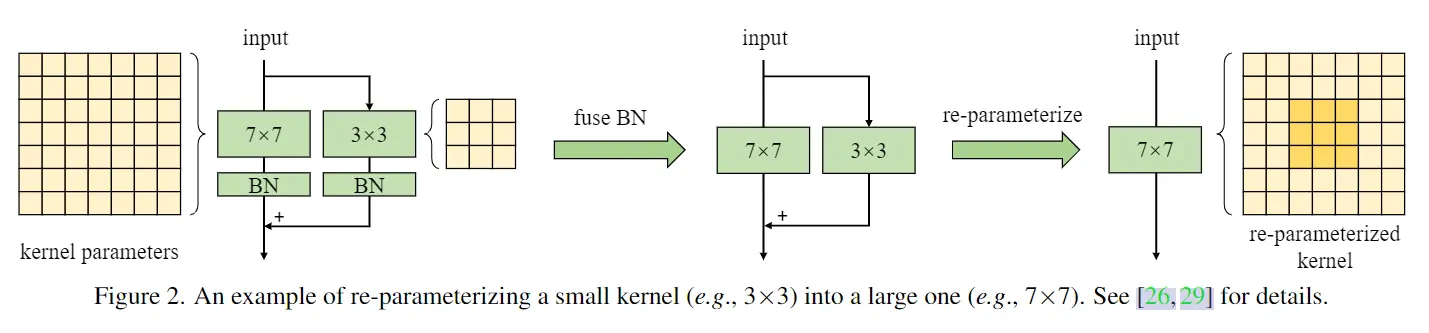 input
7×7
3×3
BN
BN
+
kernel parameters
fuse BN
input
7×7
3×3
+
re-parameterize
input
7×7
re-parameterized
kernel
Figure 2. An example of re-parameterizing a small kernel (e.g., 3×3) into a large one (e.g., 7×7). See [26, 29] for details.